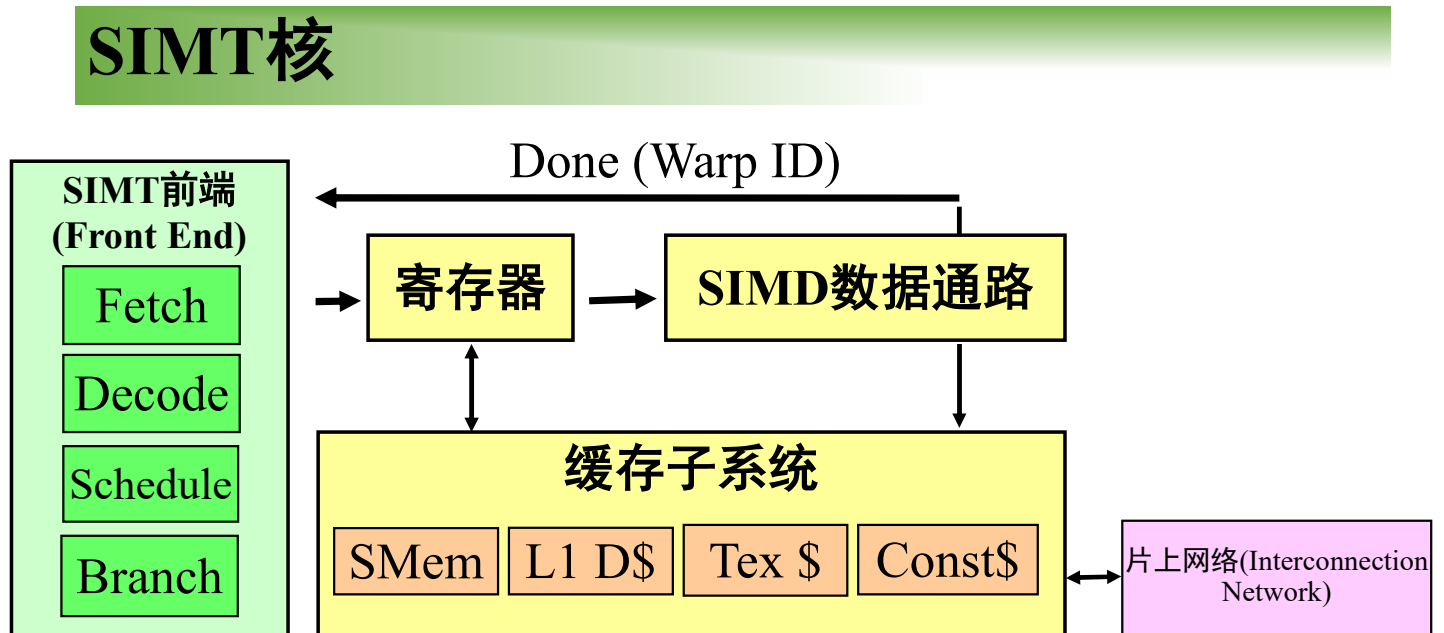 SIMT核
Done (Warp ID)
SIMT前端
(Front End)
Fetch
Decode
Schedule
Branch
寄存器
SIMD数据通路
缓存子系统
SMem
L1 D$
Tex $
Const$
片上网络(Interconnection
Network)